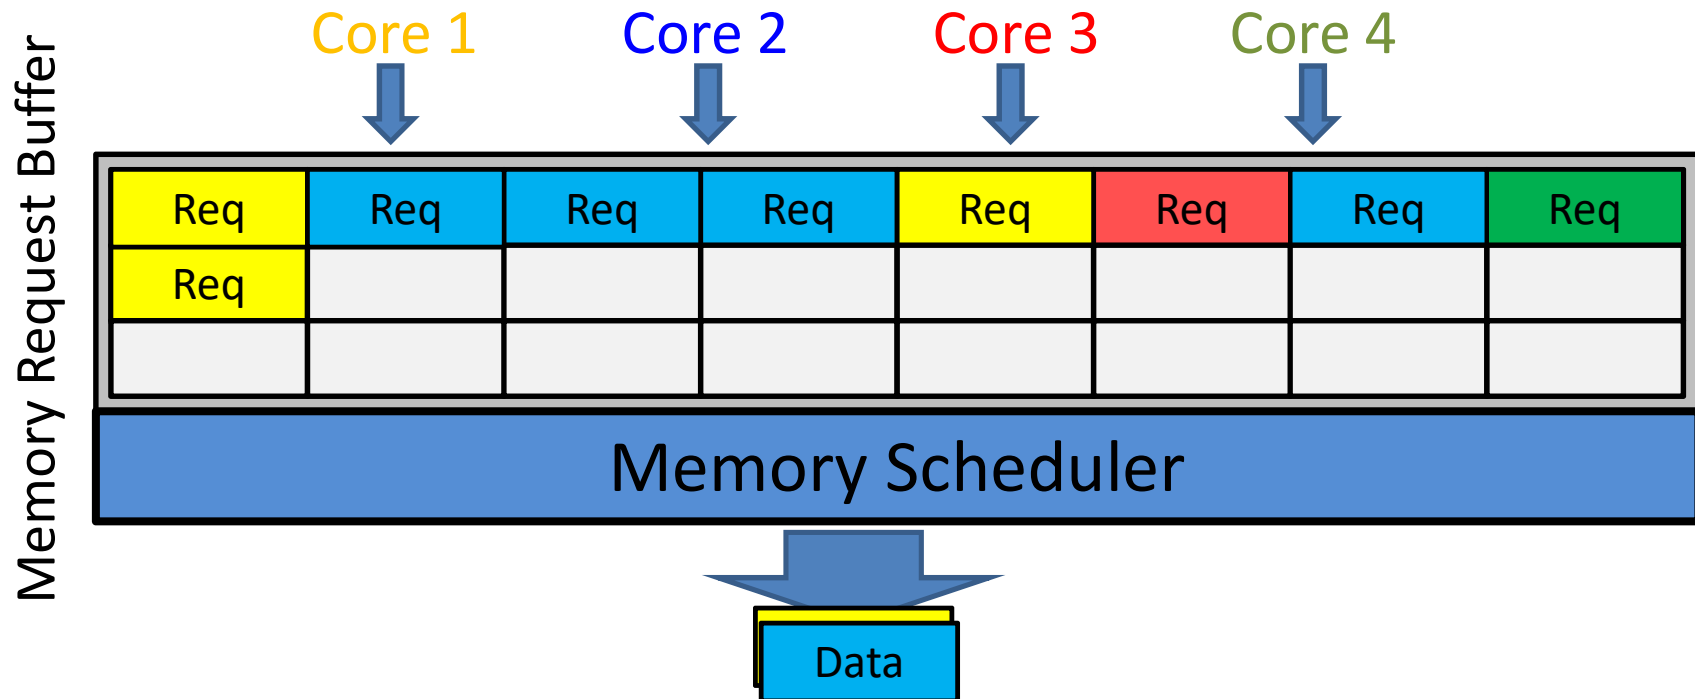 Memory Request Buffer
Core 1 Core 2 Core 3 Core 4
Req Req Req Req Req Req Req Req
Req
Memory Scheduler
Data